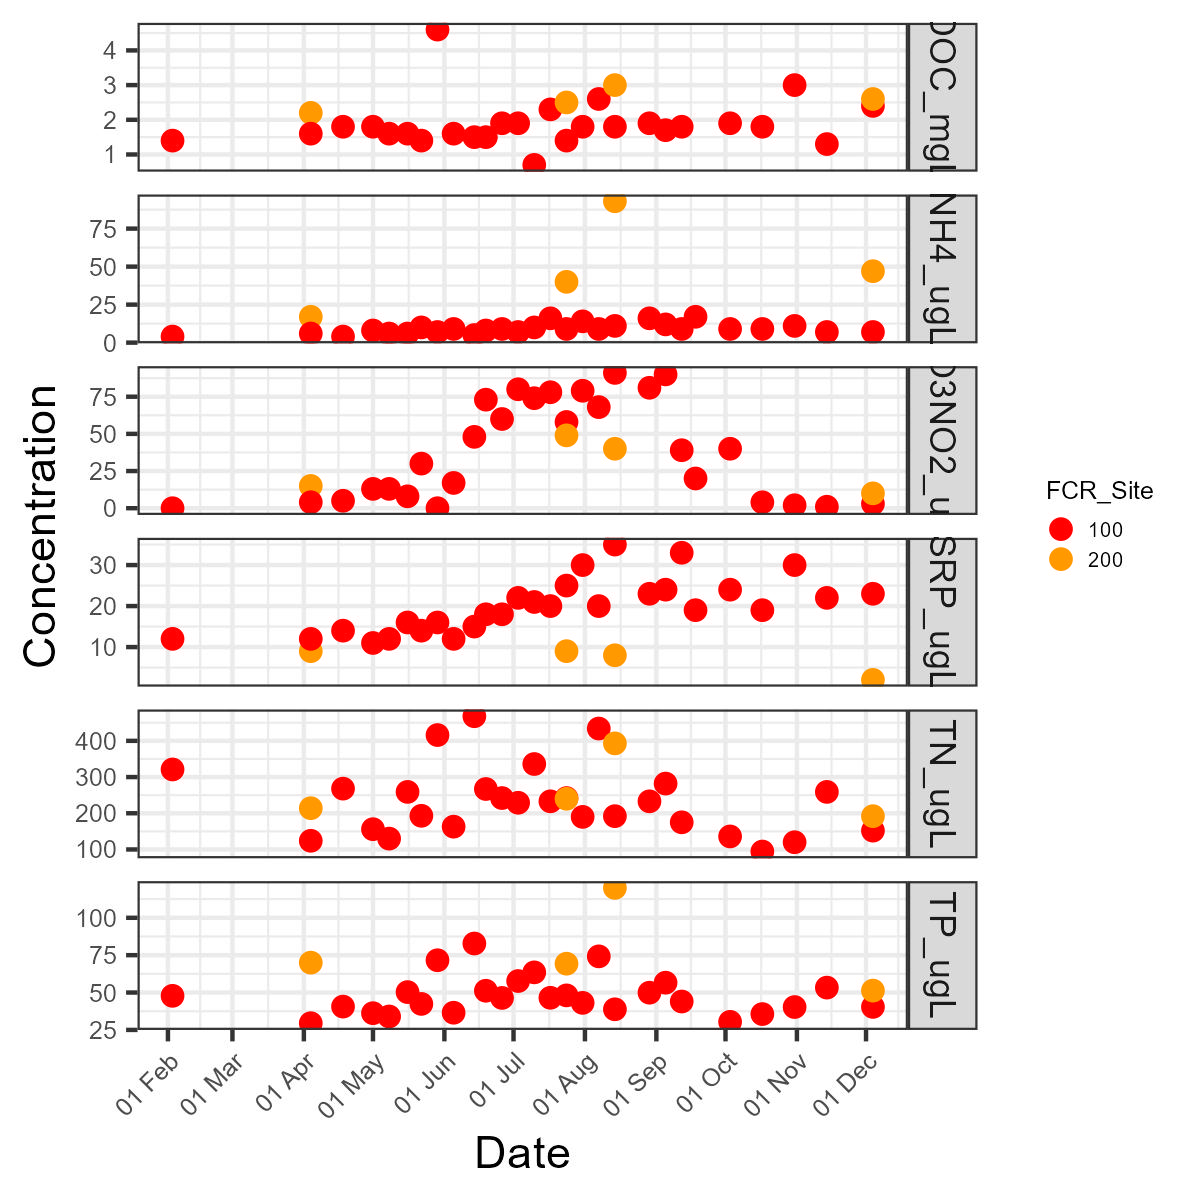 4
3
2
1
DOC_mgL
75
50
25
0
NH4_ugL
75
50
25
0
O3NO2_u
30
20
10
SRP_ugL
400
300
200
100
TN_ugL
100
75
50
25
TP_ugL
01 Feb
01 Mar
01 Apr
01 May
01 Jun
01 Jul
01 Aug
01 Sep
01 Oct
01 Nov
01 Dec
Date
Concentration
FCR_Site
100
200